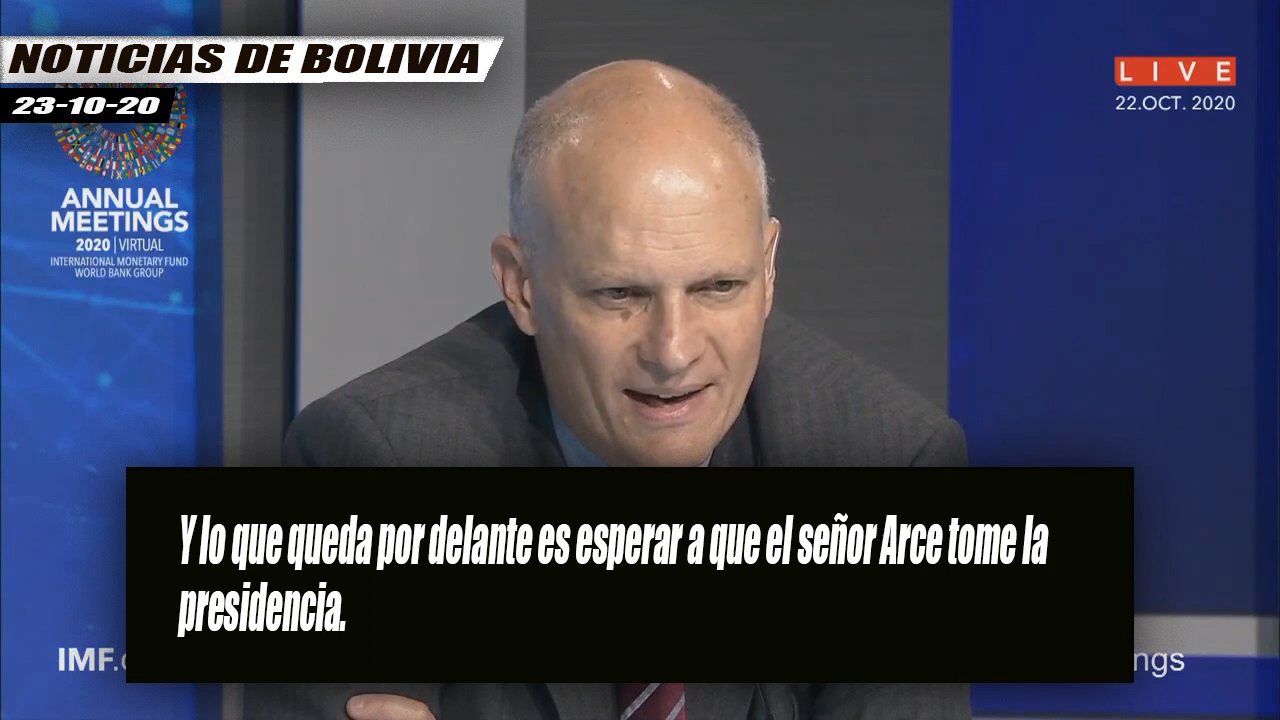 NOTICIAS DE BOLIVIA
23-10-20
LIVE
22.OCT. 2020
ANNUAL
MEETINGS
2020 | VIRTUAL
INTERNATIONAL MONETARY FUND
WORLD BANK GROUP
Y lo que queda por delante es esperar a que el señor Arce tome la
presidencia.
IMF.
ngs